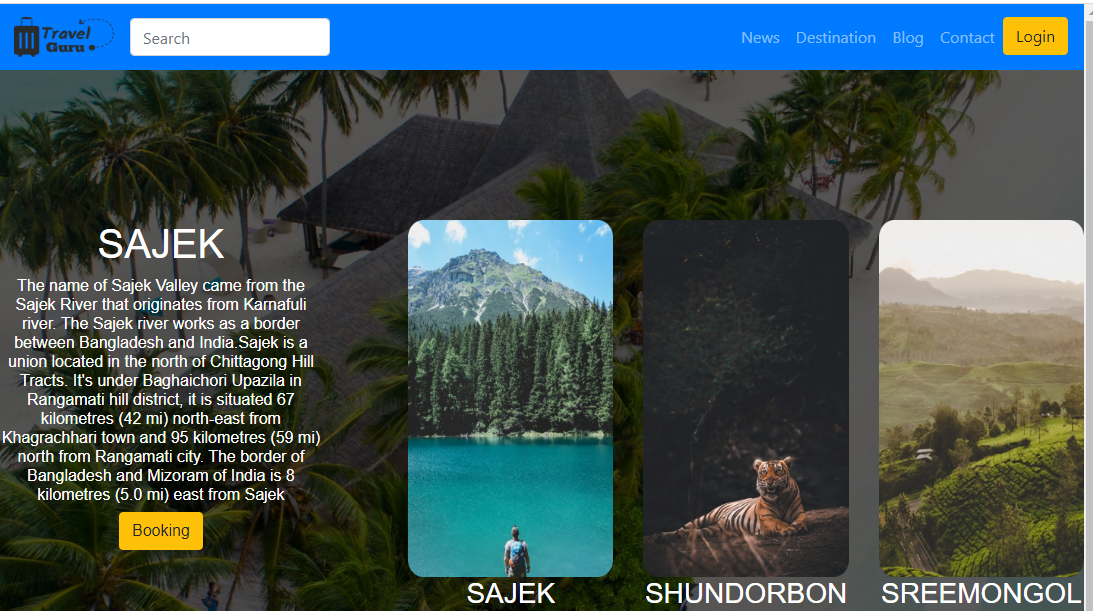 Travel
Guru
Search
News
Destination
Blog
Contact
Login
SAJEK
The name of Sajek Valley came from the
Sajek River that originates from Karnafuli
river. The Sajek river works as a border
between Bangladesh and India.Sajek is a
union located in the north of Chittagong Hill
Tracts. It's under Baghaichori Upazila in
Rangamati hill district, it is situated 67
kilometres (42 mi) north-east from
Khagrachhari town and 95 kilometres (59 mi)
north from Rangamati city. The border of
Bangladesh and Mizoram of India is 8
kilometres (5.0 mi) east from Sajek
Booking
SAJEK
SHUNDORBON
SREEMONGOL